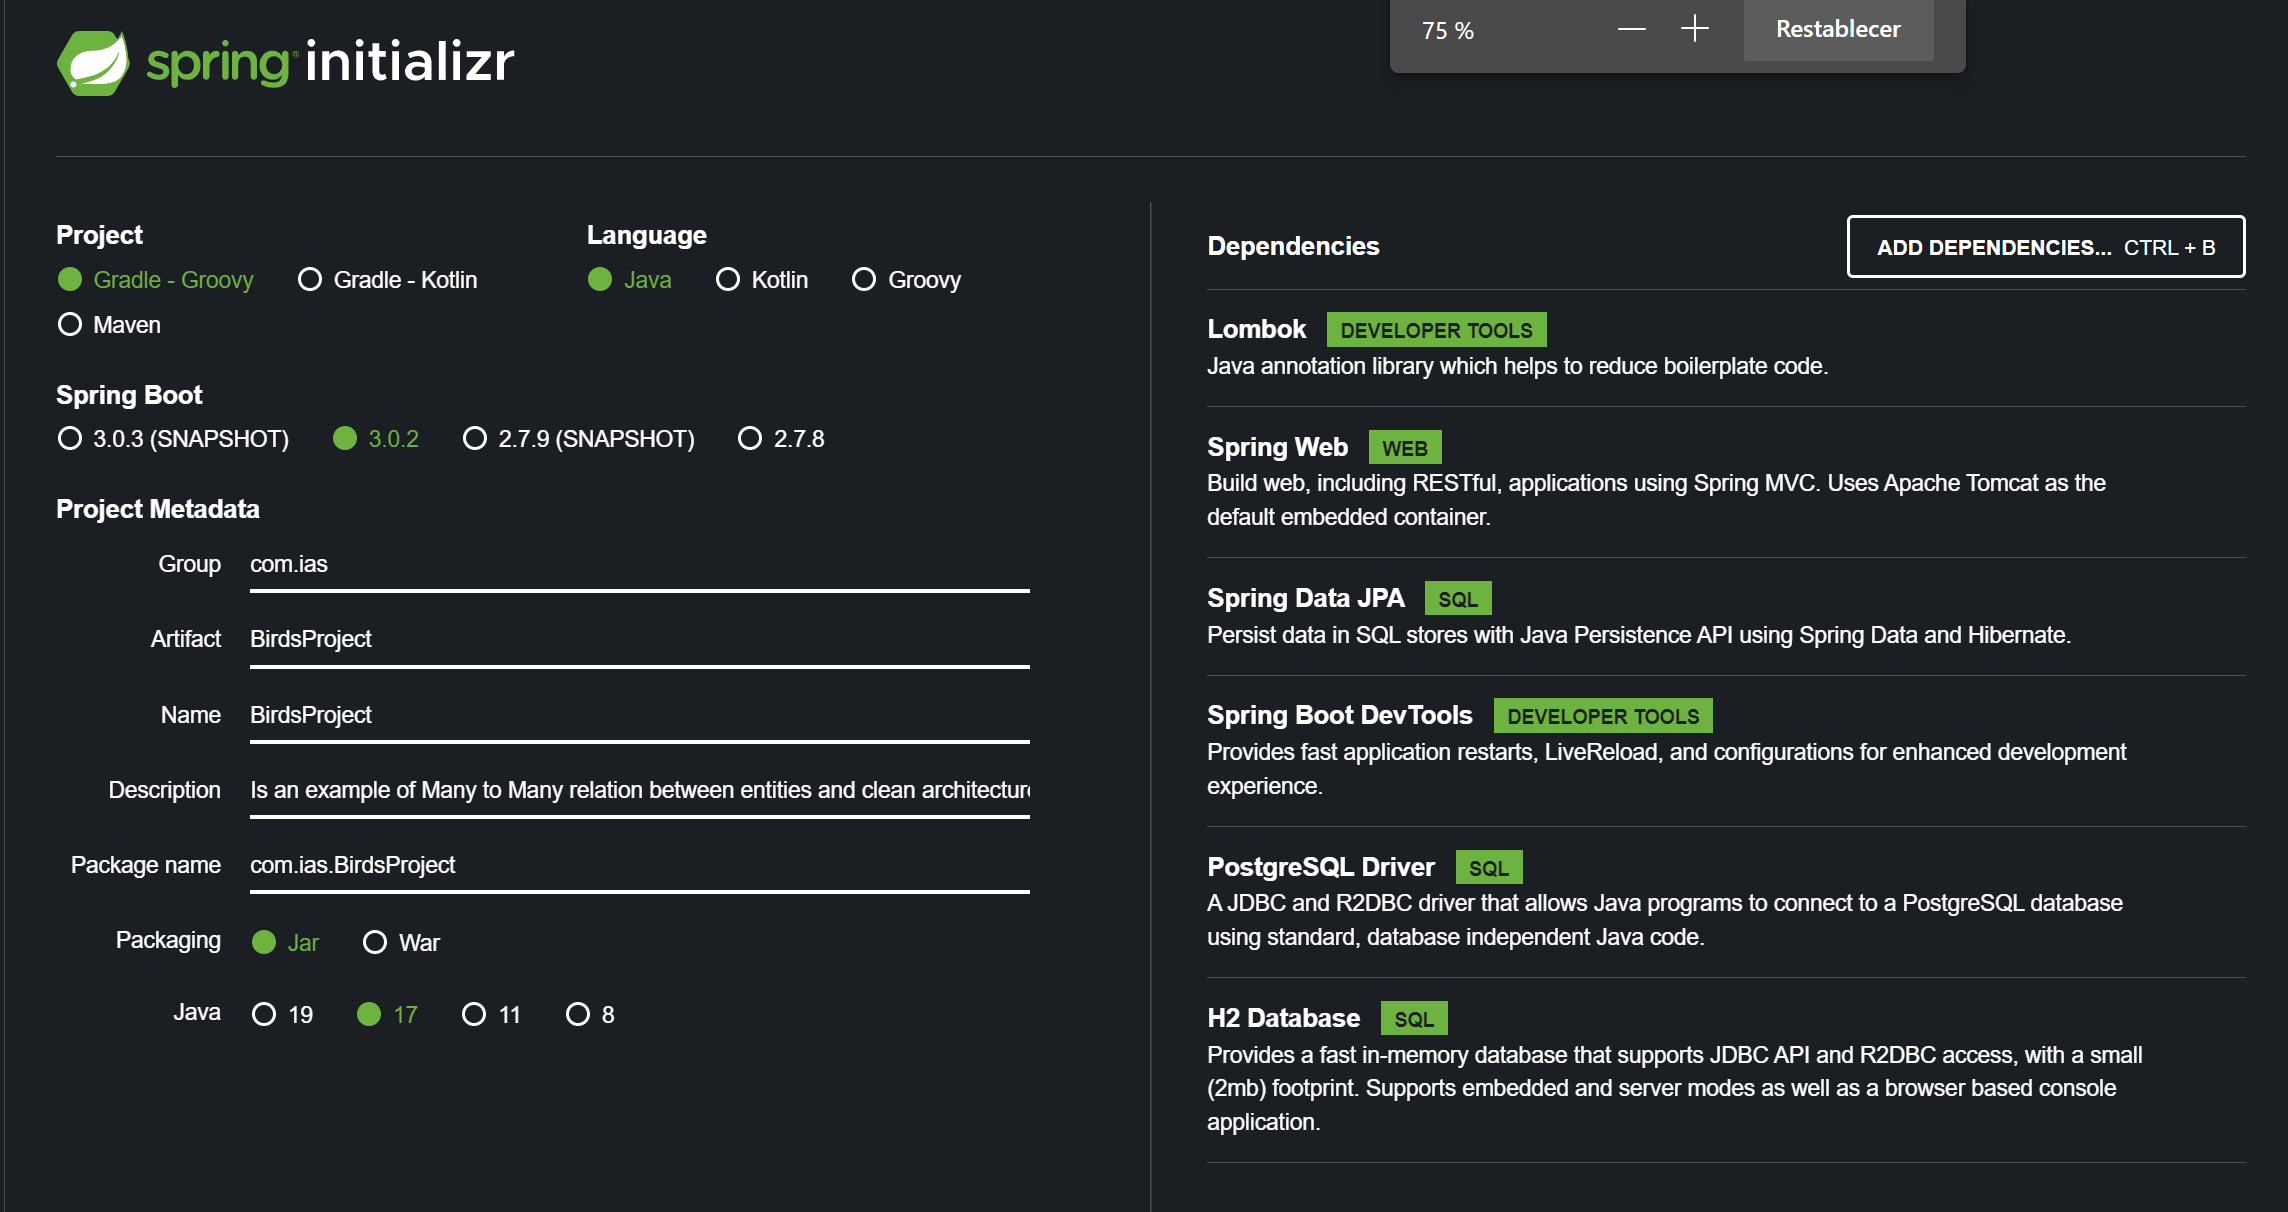 75 %
Restablecer
spring initializr
Project
Gradle - Groovy
Gradle - Kotlin
Maven
Language
Java
Kotlin
Groovy
Spring Boot
3.0.3 (SNAPSHOT)
3.0.2
2.7.9 (SNAPSHOT)
2.7.8
Project Metadata
Group com.ias
Artifact BirdsProject
Name BirdsProject
Description Is an example of Many to Many relation between entities and clean architecture
Package name com.ias.BirdsProject
Packaging Jar War
Java 19 17 11 8
Dependencies
ADD DEPENDENCIES... CTRL + B
Lombok DEVELOPER TOOLS
Java annotation library which helps to reduce boilerplate code.
Spring Web WEB
Build web, including RESTful, applications using Spring MVC. Uses Apache Tomcat as the
default embedded container.
Spring Data JPA SQL
Persist data in SQL stores with Java Persistence API using Spring Data and Hibernate.
Spring Boot DevTools DEVELOPER TOOLS
Provides fast application restarts, LiveReload, and configurations for enhanced development
experience.
PostgreSQL Driver SQL
A JDBC and R2DBC driver that allows Java programs to connect to a PostgreSQL database
using standard, database independent Java code.
H2 Database SQL
Provides a fast in-memory database that supports JDBC API and R2DBC access, with a small
(2mb) footprint. Supports embedded and server modes as well as a browser based console
application.